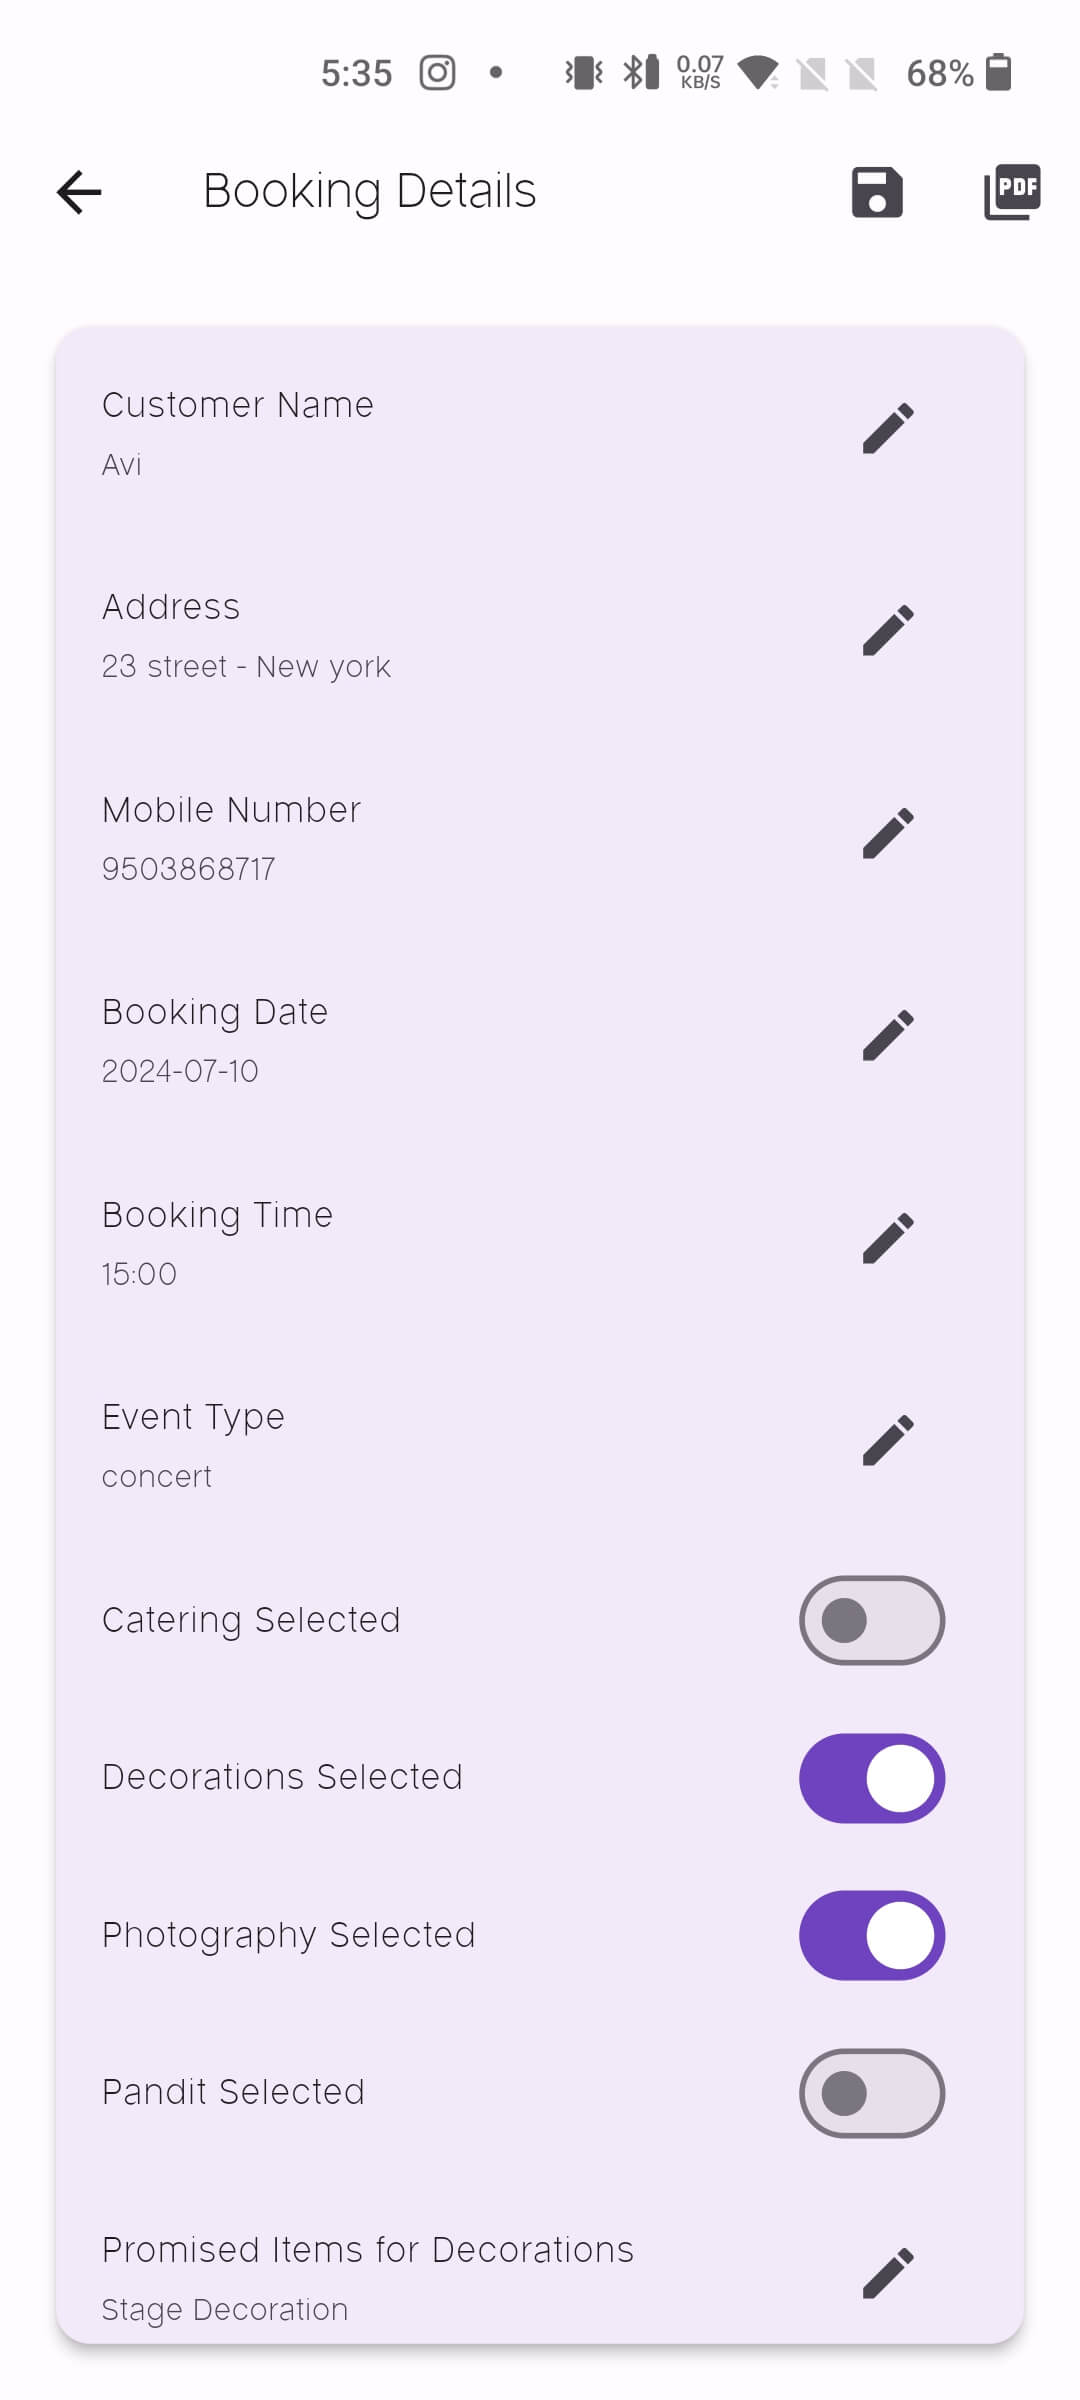 5:35 0.07 KB/S 68%
Booking Details PDF
Customer Name
Avi
Address
23 street - New york
Mobile Number
9503868717
Booking Date
2024-07-10
Booking Time
15:00
Event Type
concert
Catering Selected
Decorations Selected
Photography Selected
Pandit Selected
Promised Items for Decorations
Stage Decoration